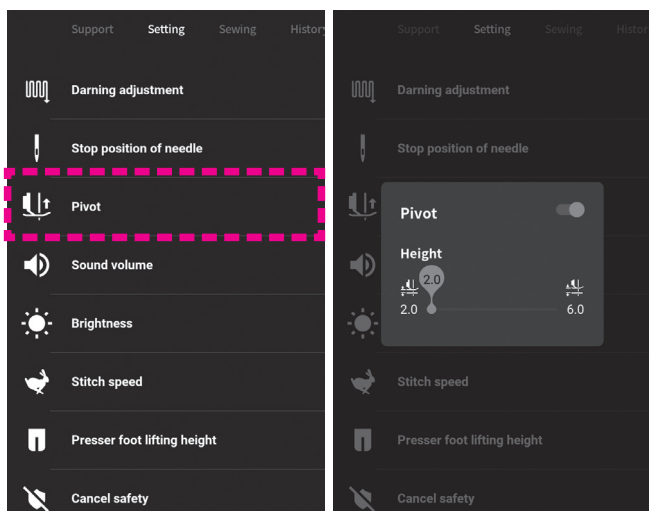 Support Setting Sewing History
Darning adjustment
Stop position of needle
Pivot
Sound volume
Brightness
Stitch speed
Presser foot lifting height
Cancel safety
Support Setting Sewing Histor
Darning adjustment
Stop position of needle
Pivot
Height
2.0
2.0 6.0
Stitch speed
Presser foot lifting height
Cancel safety